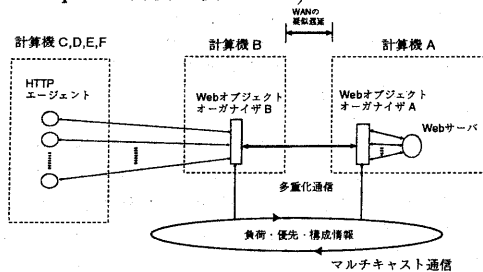 WANの
疑似遅延
計算機 C,D,E,F
計算機 B
計算機 A
HTTP
エージェント
Webオブジェクト
オーガナイザ B
Webオブジェクト
オーガナイザ A
Webサーバ
多重化通信
負荷・優先・構成情報
マルチキャスト通信